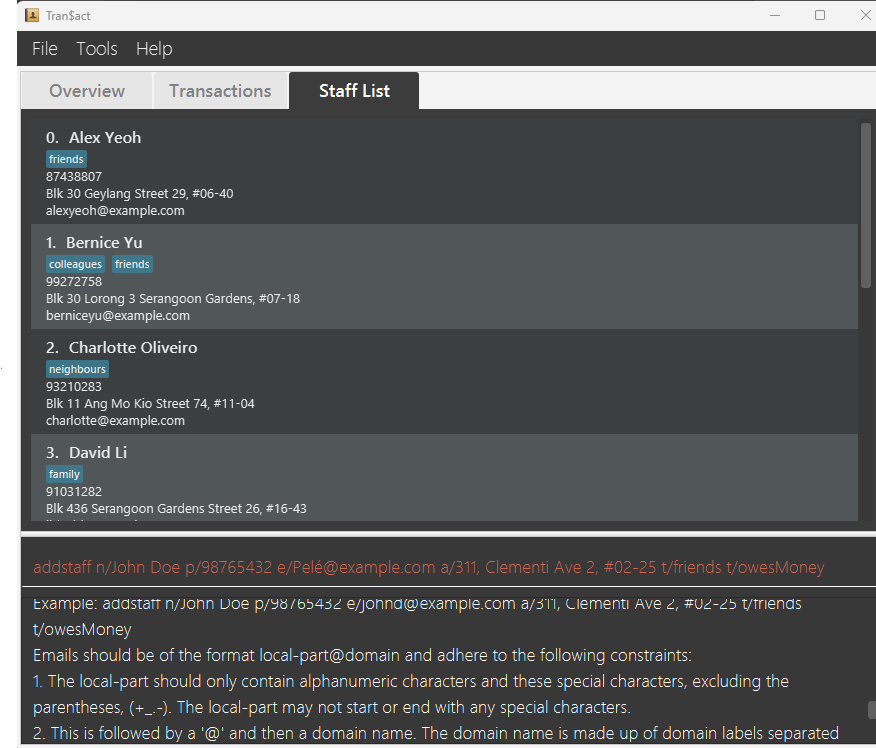 Tran$act
File Tools Help
Overview Transactions Staff List
0. Alex Yeoh
friends
87438807
Blk 30 Geylang Street 29, #06-40
alexyeoh@example.com
1. Bernice Yu
colleagues friends
99272758
Blk 30 Lorong 3 Serangoon Gardens, #07-18
berniceyu@example.com
2. Charlotte Oliveiro
neighbours
93210283
Blk 11 Ang Mo Kio Street 74, #11-04
charlotte@example.com
3. David Li
family
91031282
Blk 436 Serangoon Gardens Street 26, #16-43
addstaff n/John Doe p/98765432 e/Pelé@example.com a/311, Clementi Ave 2, #02-25 t/friends t/owesMoney
Example: addstaff n/John Doe p/98765432 e/johnd@example.com a/311, Clementi Ave 2, #02-25 t/friends
t/owesMoney
Emails should be of the format local-part@domain and adhere to the following constraints:
1. The local-part should only contain alphanumeric characters and these special characters, excluding the
parentheses, (+_.-). The local-part may not start or end with any special characters.
2. This is followed by a '@' and then a domain name. The domain name is made up of domain labels separated